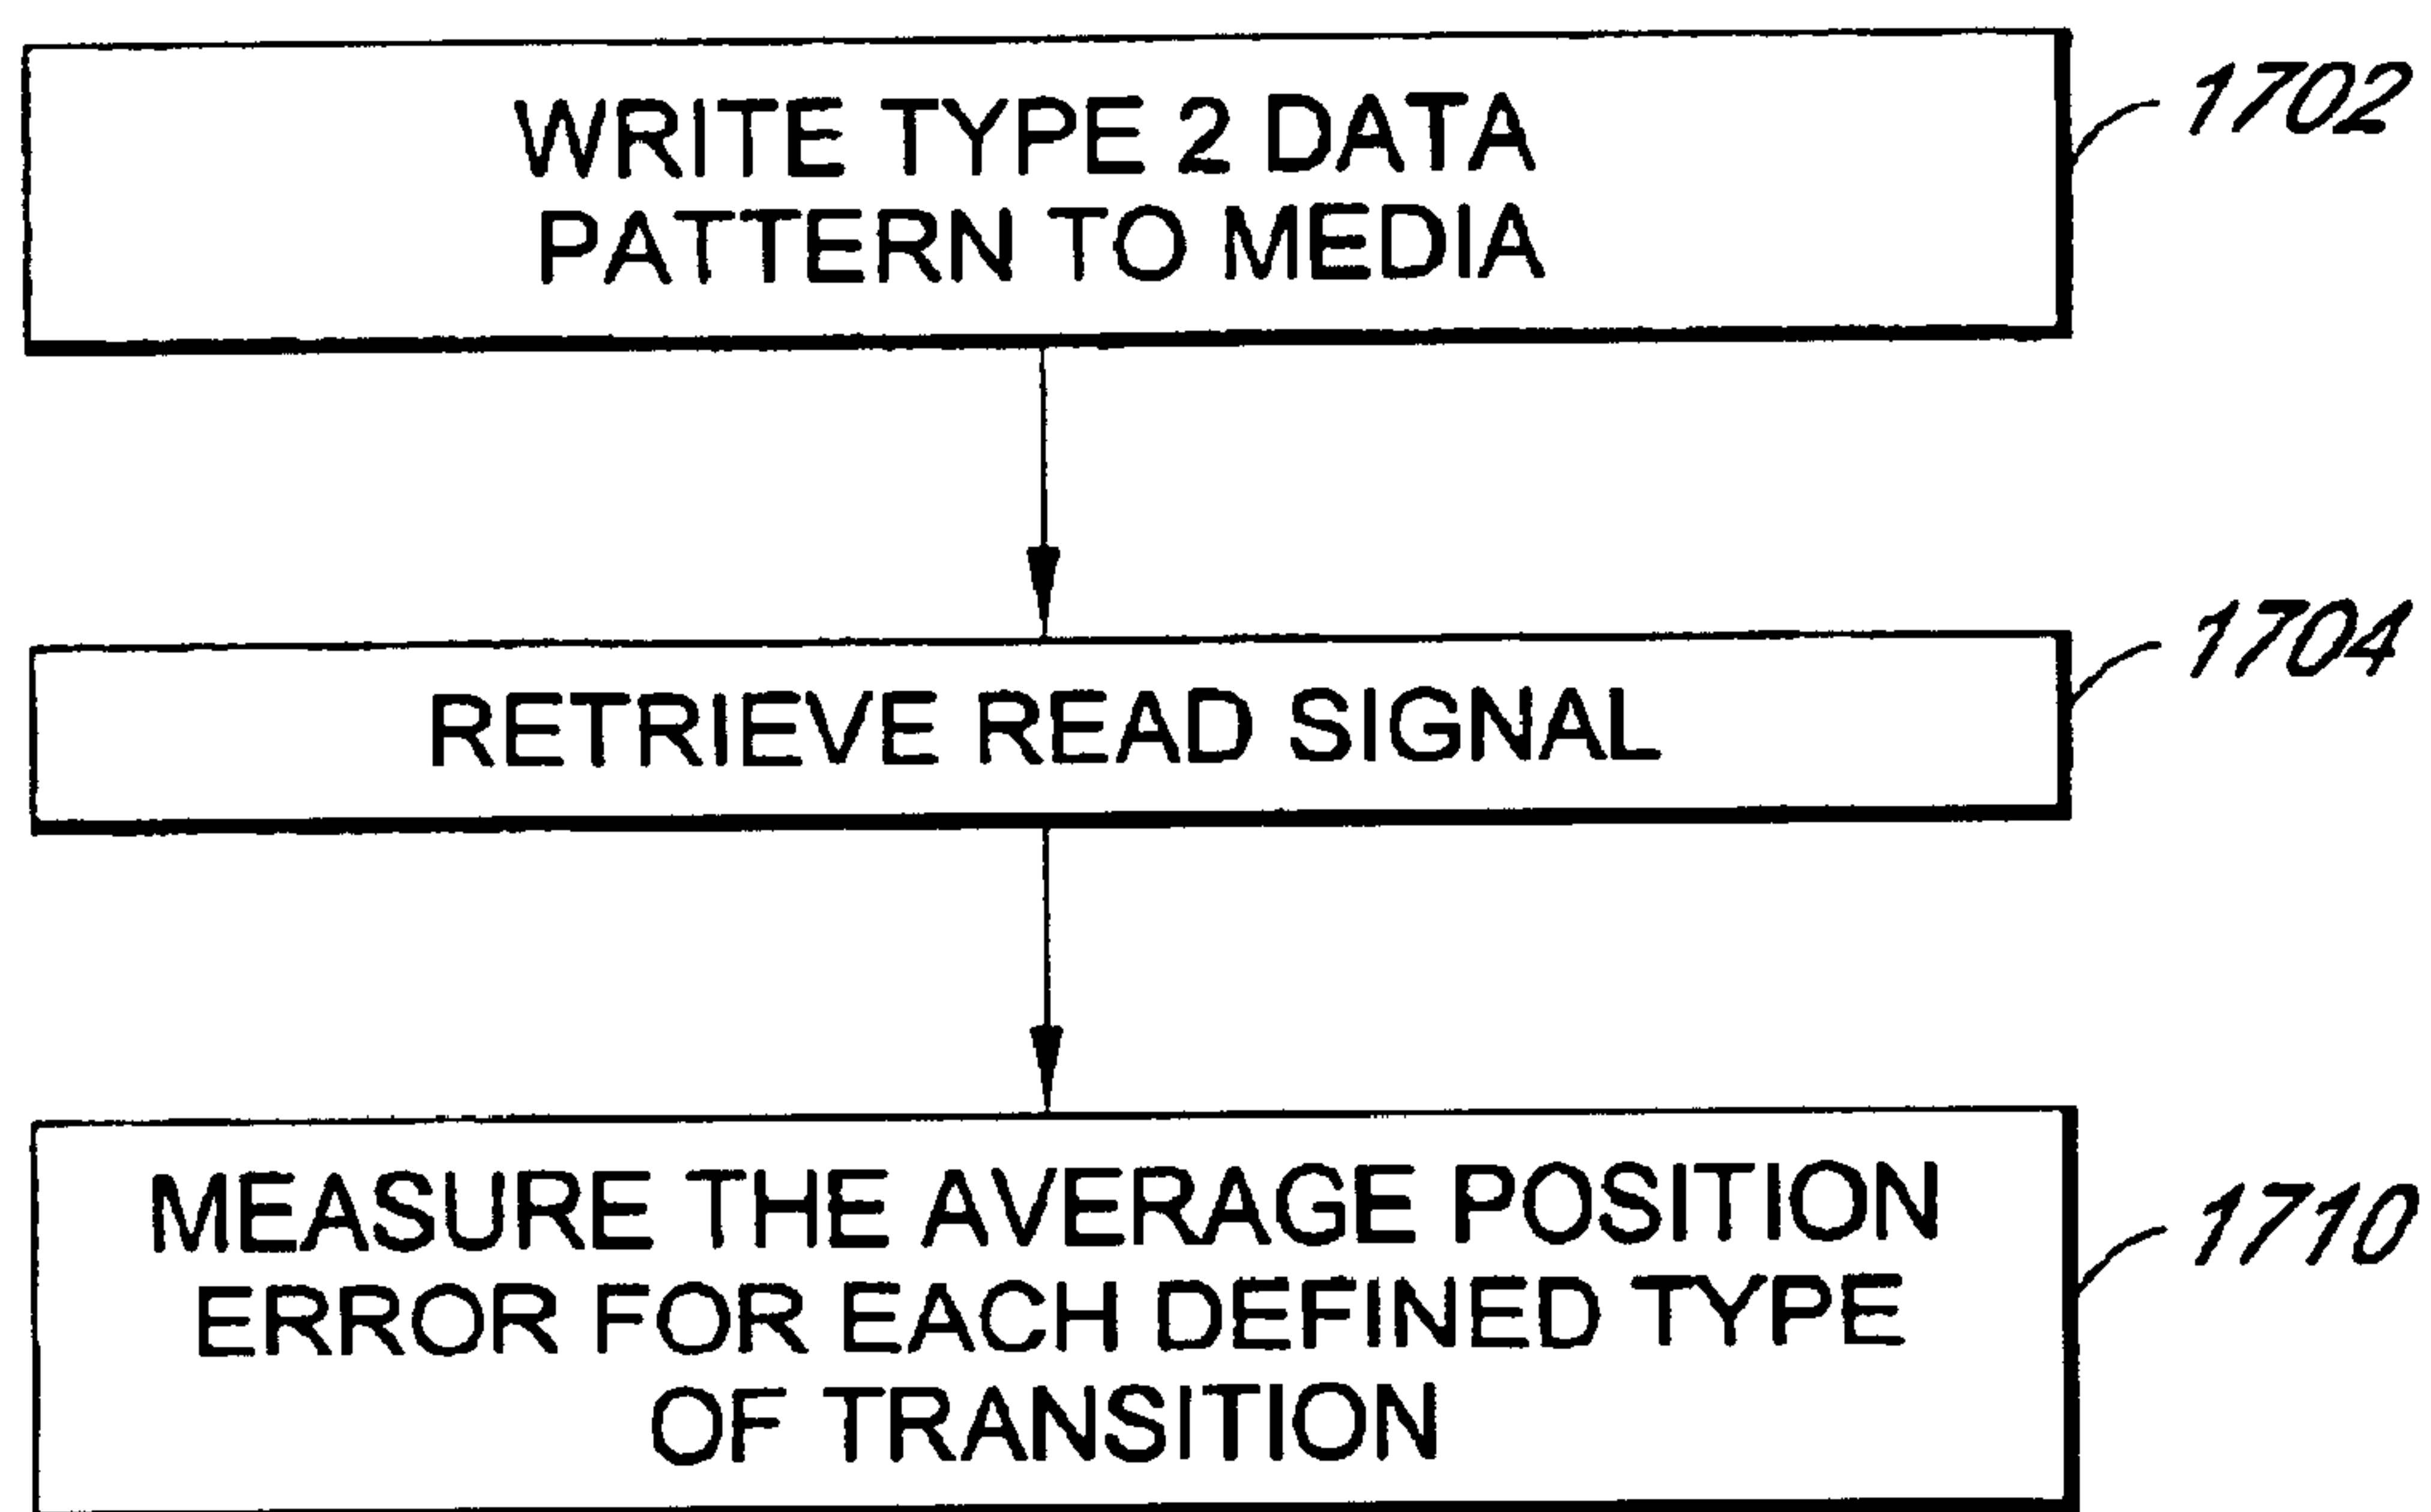 WRITE TYPE 2 DATA
PATTERN TO MEDIA
1702
RETRIEVE READ SIGNAL
1704
MEASURE THE AVERAGE POSITION
ERROR FOR EACH DEFINED TYPE
OF TRANSITION
1710